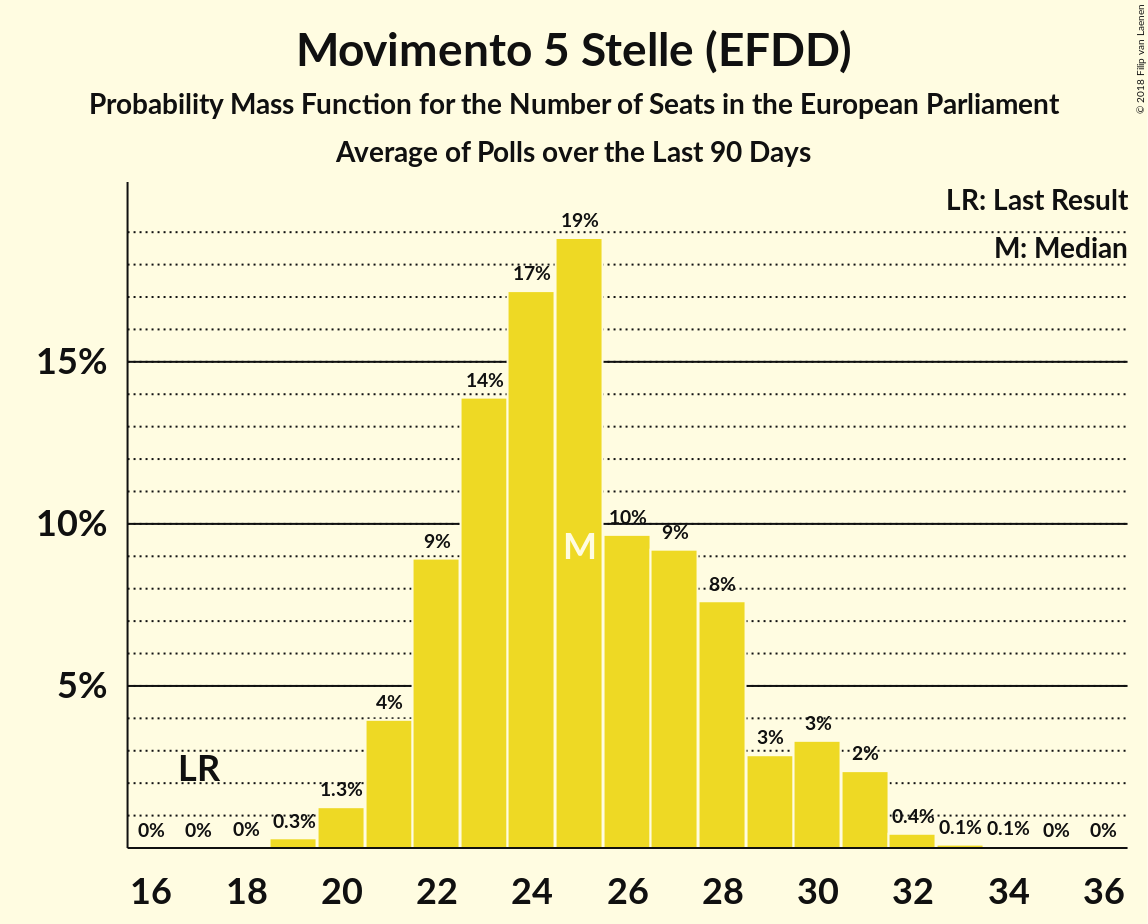 Movimento 5 Stelle (EFDD)
Probability Mass Function for the Number of Seats in the European Parliament
Average of Polls over the Last 90 Days
© 2018 Filip van Laenen
LR: Last Result
M: Median
15%
10%
5%
0%
0%
0%
0.3%
1.3%
4%
9%
14%
17%
19%
10%
9%
8%
3%
3%
2%
0.4%
0.1%
0.1%
0%
0%
LR
M
16 18 20 22 24 26 28 30 32 34 36